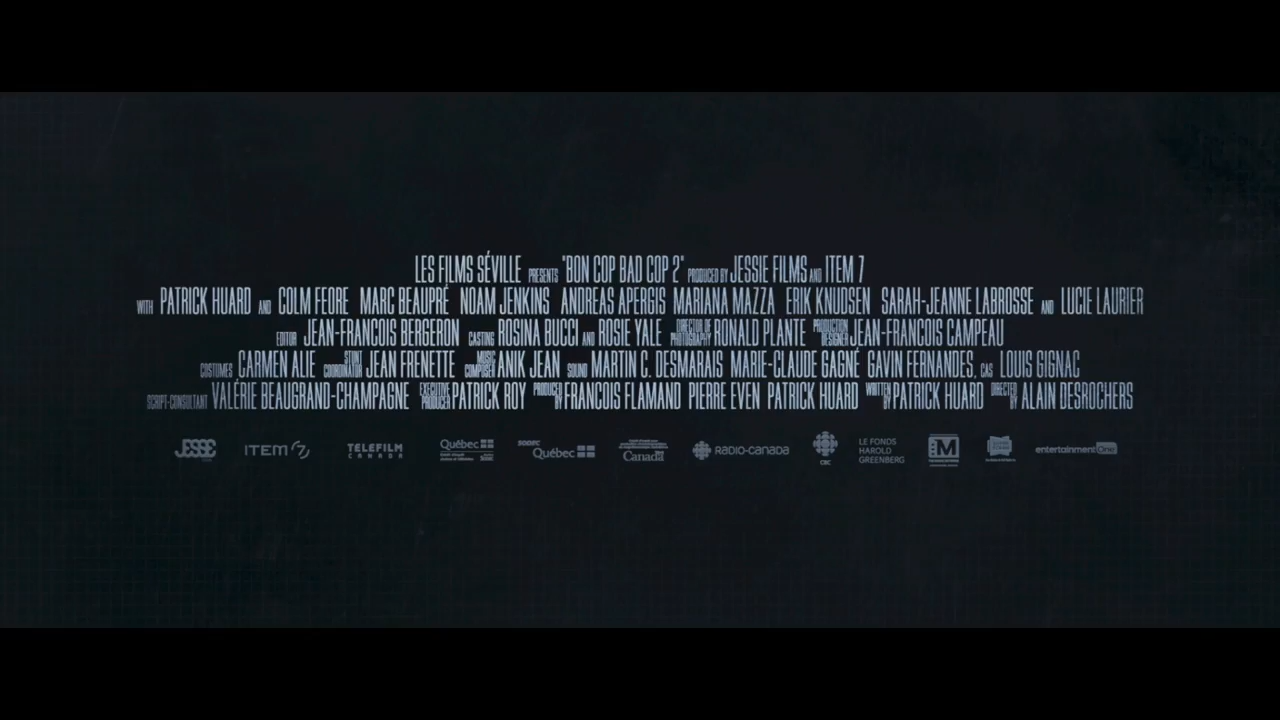 LES FILMS SÉVILLE PRESENTS "BON COP BAD COP 2" PRODUCED BY JESSIE FILMS AND ITEM 7
WITH PATRICK HUARD AND COLM FEORE MARC BEAUPRÉ NOAM JENKINS ANDREAS APERGIS MARIANA MAZZA ERIK KNUDSEN SARAH-JEANNE LABROSSE AND LUCIE LAURIER
EDITOR JEAN-FRANCOIS BERGERON CASTING ROSINA BUCCI AND ROSIE YALE DIRECTOR OF PHOTOGRAPHY RONALD PLANTE PRODUCTION DESIGNER JEAN-FRANCOIS CAMPEAU
COSTUMES CARMEN ALIE STUNT COORDINATOR JEAN FRENETTE MUSIC COMPOSER ANIK JEAN SOUND MARTIN C. DESMARAIS MARIE-CLAUDE GAGNÉ GAVIN FERNANDES, CAS LOUIS GIGNAC
SCRIPT-CONSULTANT VALÉRIE BEAUGRAND-CHAMPAGNE EXECUTIVE PRODUCER PATRICK ROY PRODUCED BY FRANCOIS FLAMAND PIERRE EVEN PATRICK HUARD WRITTEN BY PATRICK HUARD DIRECTED BY ALAIN DESROCHERS
JESSIE ITEM 7 TELEFILM CANADA Québec SODEC Québec Canada RADIO-CANADA CBC LE FONDS HAROLD GREENBERG M entertainment One